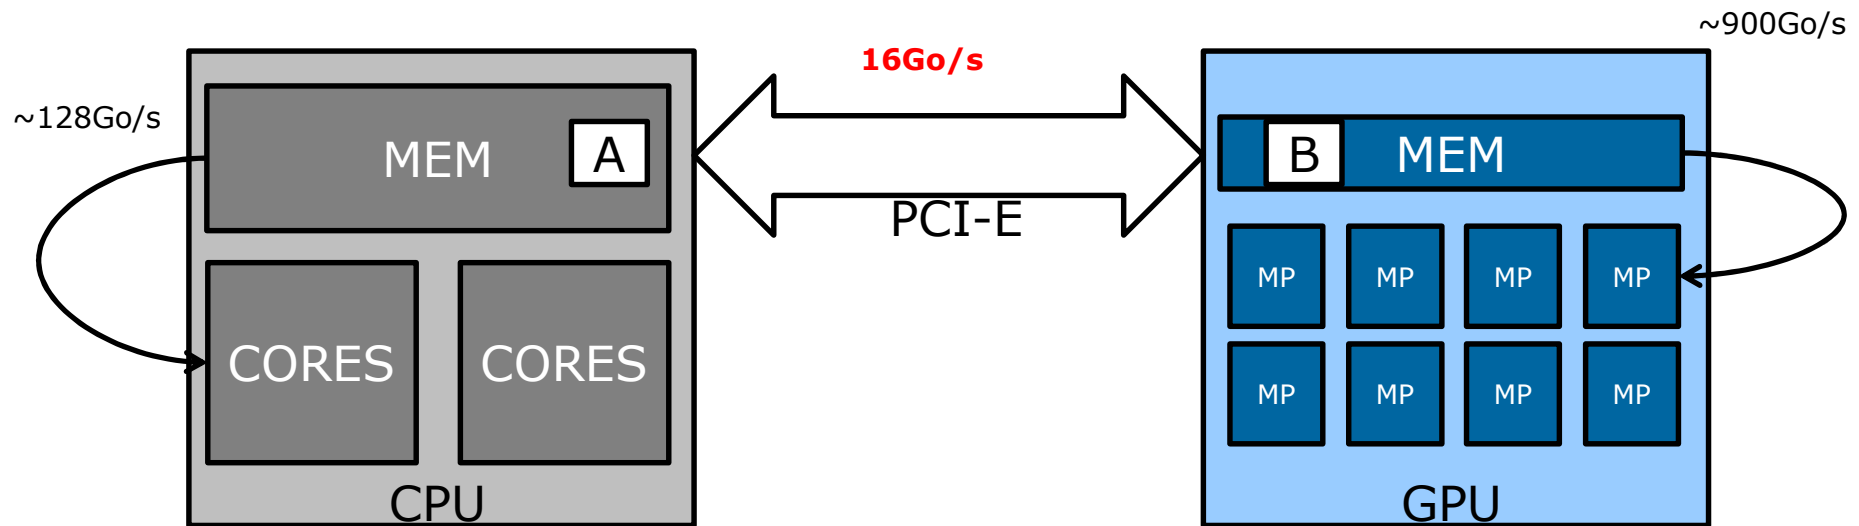 ~900Go/s
16Go/s
~128Go/s
MEM
A
B
MEM
PCI-E
MP
MP
MP
MP
CORES
CORES
MP
MP
MP
MP
CPU
GPU